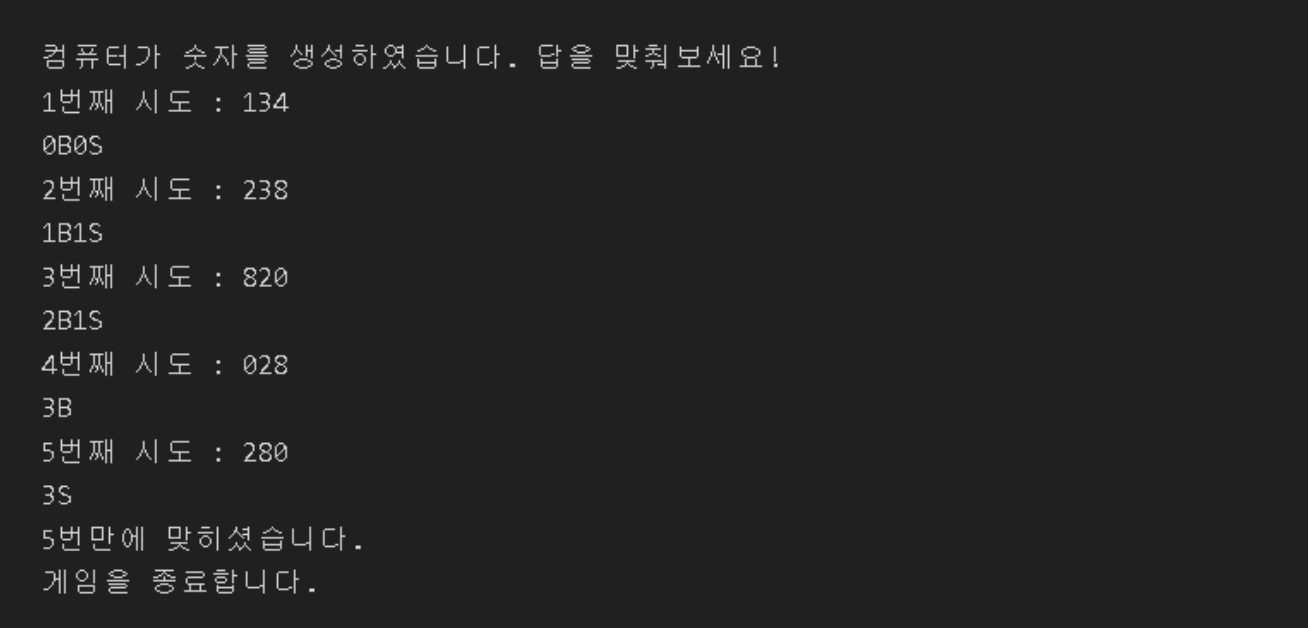 컴퓨터가 숫자를 생성하였습니다. 답을 맞춰보세요!
1번째 시도 : 134
0B0S
2번째 시도 : 238
1B1S
3번째 시도 : 820
2B1S
4번째 시도 : 028
3B
5번째 시도 : 280
3S
5번만에 맞히셨습니다.
게임을 종료합니다.